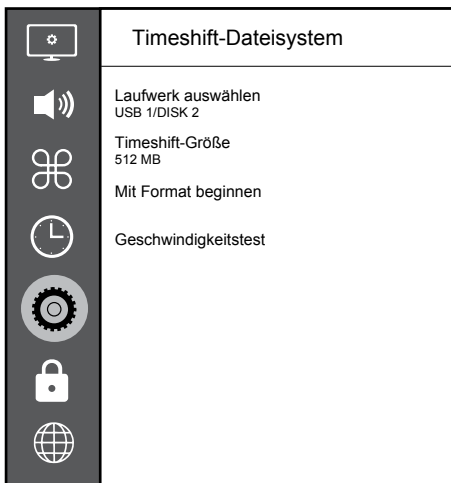 Timeshift-Dateisystem
Laufwerk auswählen
USB 1/DISK 2
Timeshift-Größe
512 MB
Mit Format beginnen
Geschwindigkeitstest